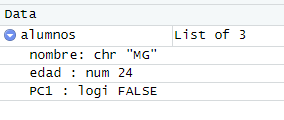 Data
alumnos List of 3
nombre: chr "MG"
edad : num 24
PC1 : logi FALSE